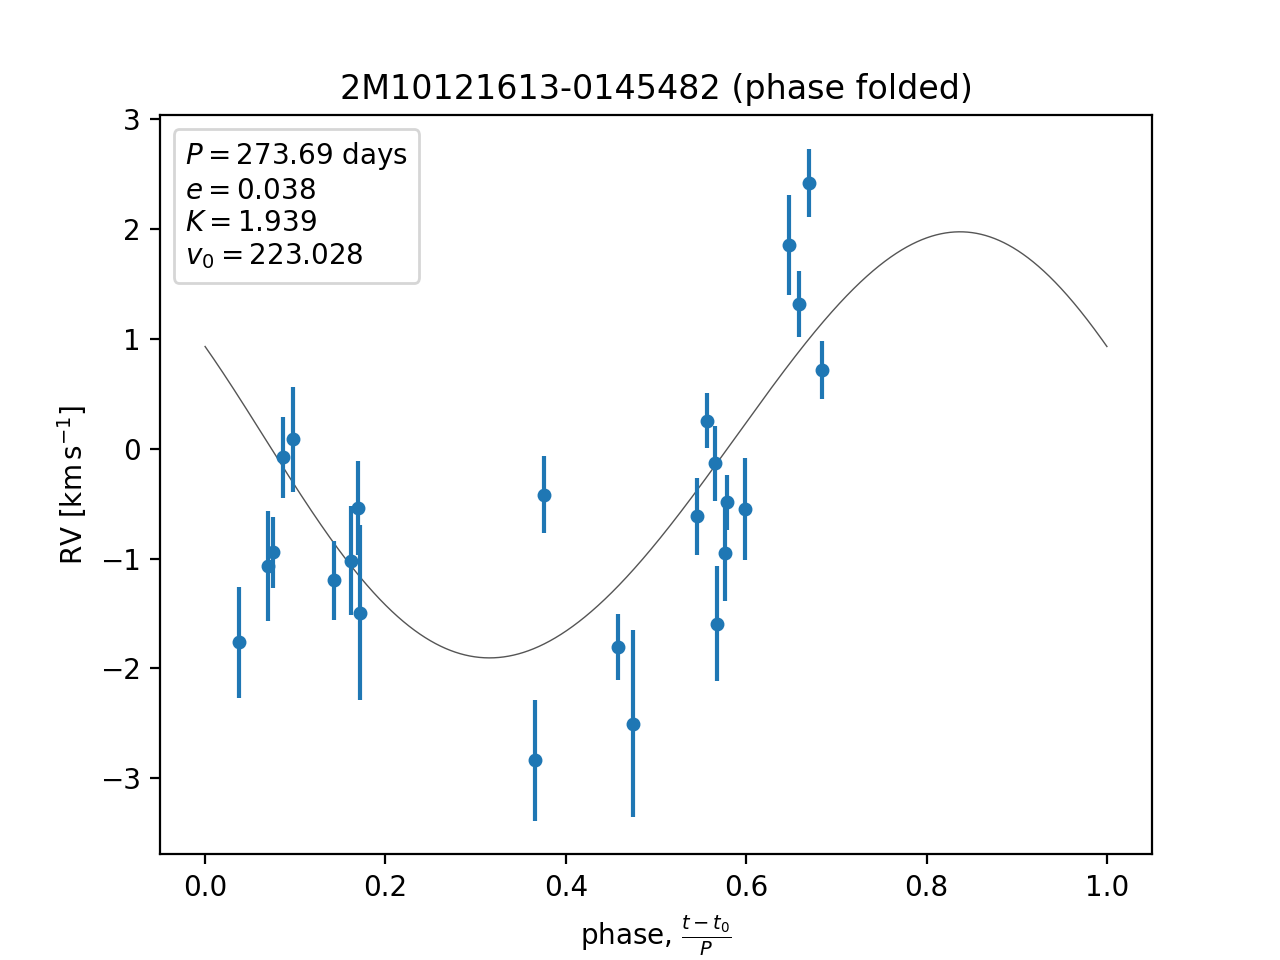 2M10121613-0145482 (phase folded)
P = 273.69 days
e = 0.038
K = 1.939
v₀ = 223.028
3
2
1
0
−1
−2
−3
RV [km s⁻¹]
0.0 0.2 0.4 0.6 0.8 1.0
phase, (t − t₀)/P